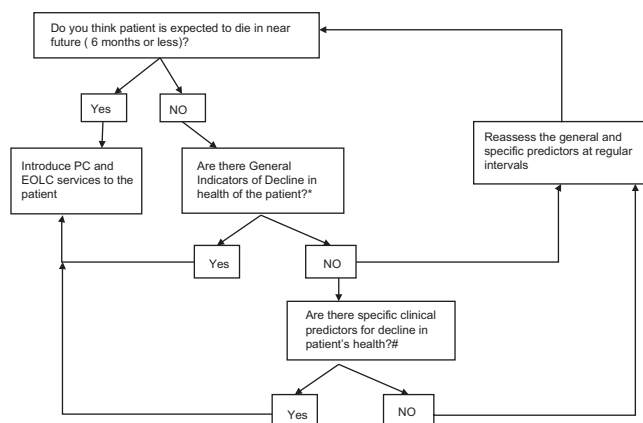 Do you think patient is expected to die in near
future ( 6 months or less)?
Yes
NO
Introduce PC and
EOLC services to the
patient
Are there General
Indicators of Decline in
health of the patient?*
Reassess the general and
specific predictors at regular
intervals
Yes
NO
Are there specific clinical
predictors for decline in
patient's health?#
Yes
NO